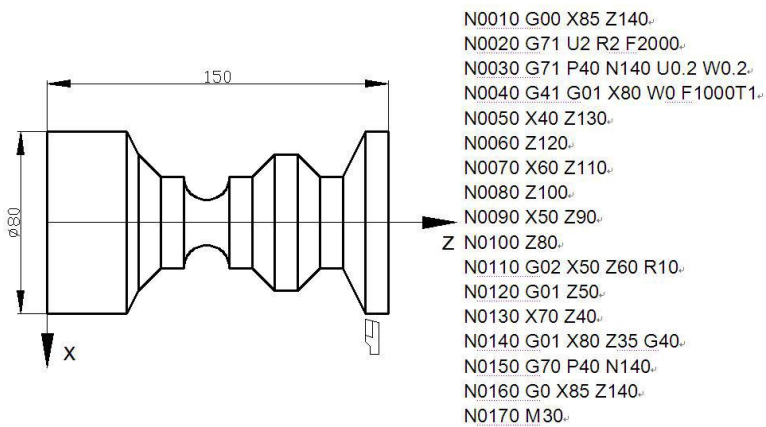 150
ø80
Z
X
N0010 G00 X85 Z140
N0020 G71 U2 R2 F2000
N0030 G71 P40 N140 U0.2 W0.2
N0040 G41 G01 X80 W0 F1000T1
N0050 X40 Z130
N0060 Z120
N0070 X60 Z110
N0080 Z100
N0090 X50 Z90
N0100 Z80
N0110 G02 X50 Z60 R10
N0120 G01 Z50
N0130 X70 Z40
N0140 G01 X80 Z35 G40
N0150 G70 P40 N140
N0160 G0 X85 Z140
N0170 M30